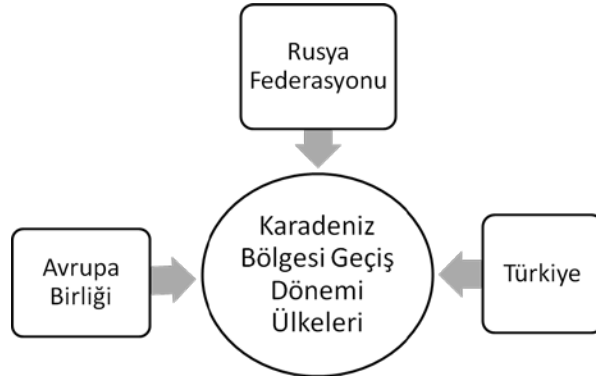 Rusya
Federasyonu
Karadeniz
Bölgesi Geçiş
Dönemi
Ülkeleri
Avrupa
Birliği
Türkiye